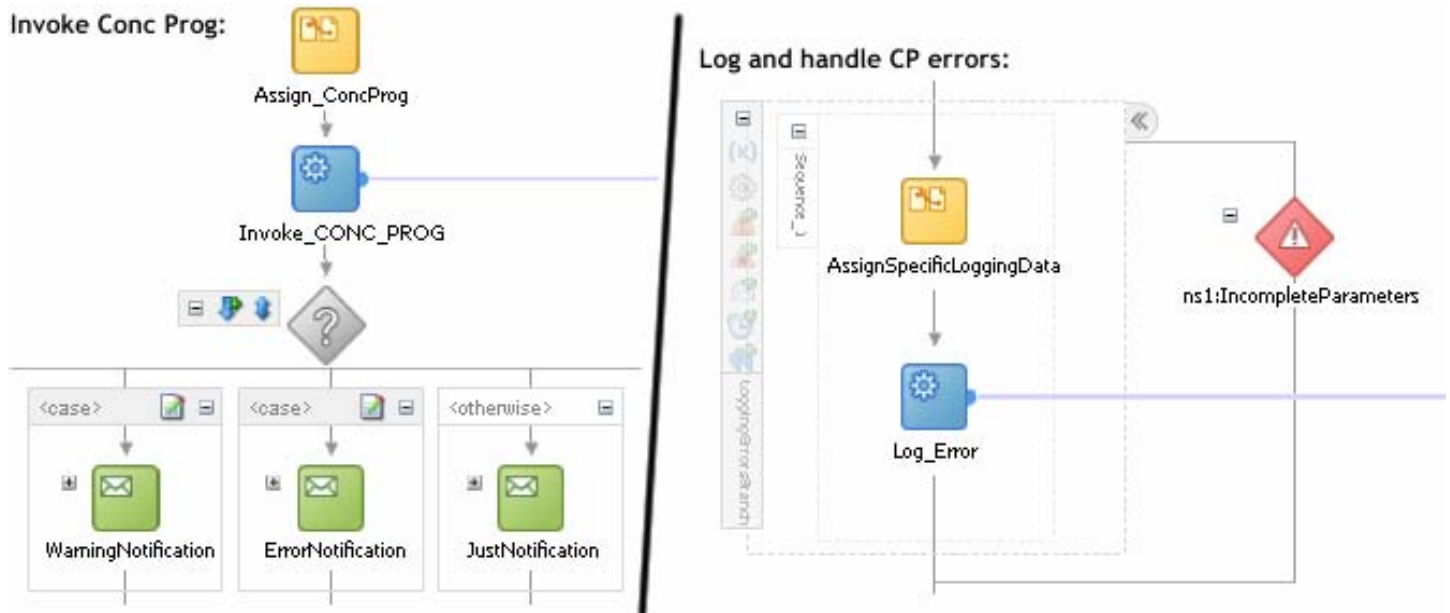 Invoke Conc Prog:
Assign_ConcProg
Invoke_CONC_PROG
?
<case>
<case>
<otherwise>
WarningNotification
ErrorNotification
JustNotification
Log and handle CP errors:
(x)
Sequence_1
AssignSpecificLoggingData
Log_Error
LoggingErrorsBranch
ns1:IncompleteParameters